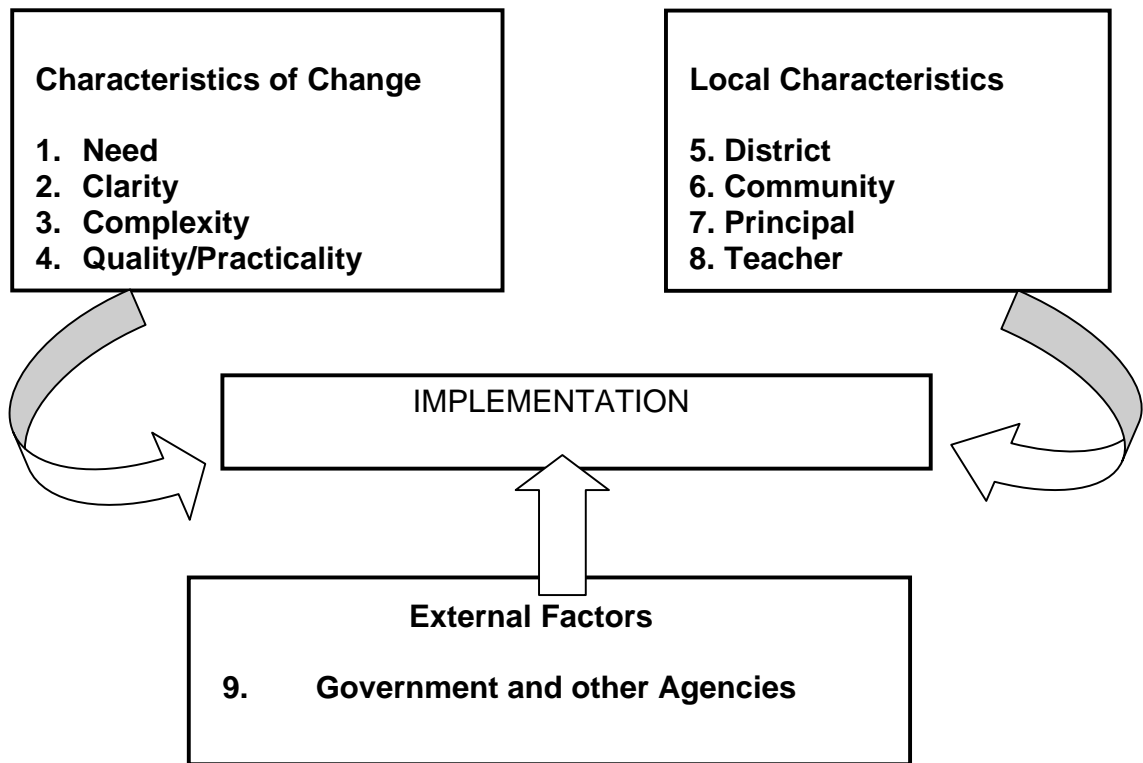 Characteristics of Change
1. Need
2. Clarity
3. Complexity
4. Quality/Practicality
Local Characteristics
5. District
6. Community
7. Principal
8. Teacher
IMPLEMENTATION
External Factors
9. Government and other Agencies